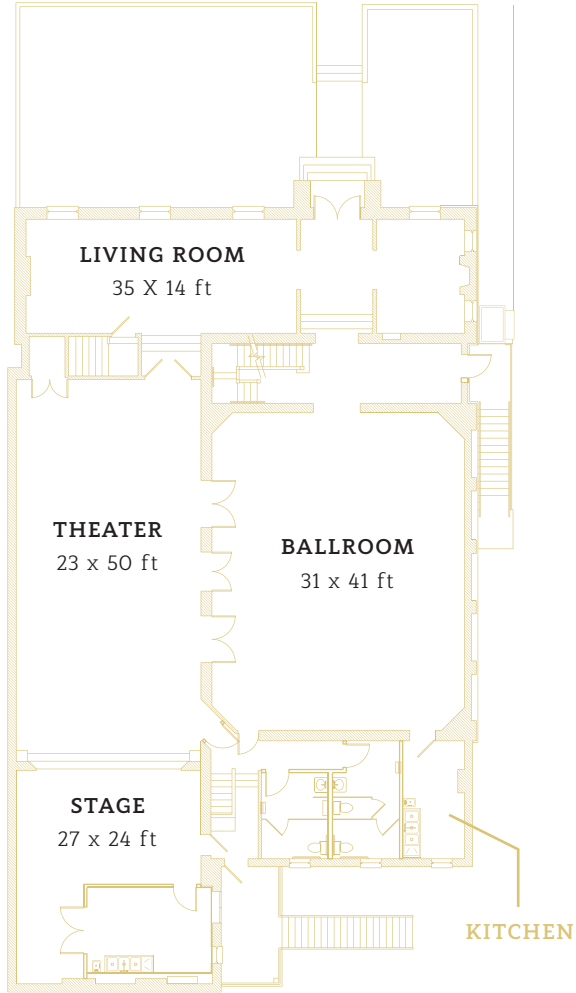 LIVING ROOM
35 X 14 ft
THEATER
23 x 50 ft
BALLROOM
31 x 41 ft
STAGE
27 x 24 ft
KITCHEN